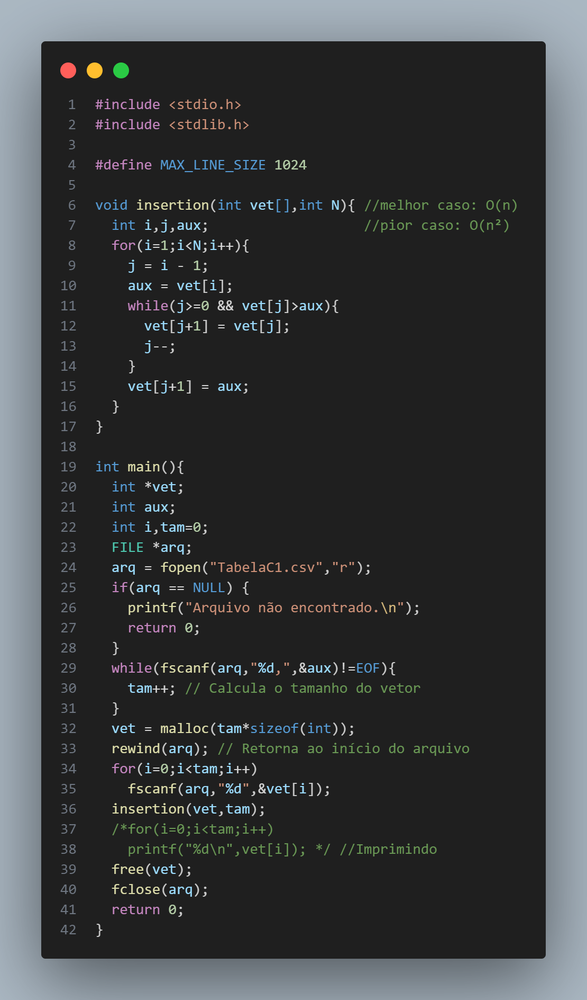 1 #include <stdio.h>
2 #include <stdlib.h>
3
4 #define MAX_LINE_SIZE 1024
5
6 void insertion(int vet[],int N){ //melhor caso: O(n)
7   int i,j,aux;                   //pior caso: O(n²)
8   for(i=1;i<N;i++){
9     j = i - 1;
10     aux = vet[i];
11     while(j>=0 && vet[j]>aux){
12       vet[j+1] = vet[j];
13       j--;
14     }
15     vet[j+1] = aux;
16   }
17 }
18
19 int main(){
20   int *vet;
21   int aux;
22   int i,tam=0;
23   FILE *arq;
24   arq = fopen("TabelaC1.csv","r");
25   if(arq == NULL) {
26     printf("Arquivo não encontrado.\n");
27     return 0;
28   }
29   while(fscanf(arq,"%d,",&aux)!=EOF){
30     tam++; // Calcula o tamanho do vetor
31   }
32   vet = malloc(tam*sizeof(int));
33   rewind(arq); // Retorna ao início do arquivo
34   for(i=0;i<tam;i++)
35     fscanf(arq,"%d",&vet[i]);
36   insertion(vet,tam);
37   /*for(i=0;i<tam;i++)
38     printf("%d\n",vet[i]); */ //Imprimindo
39   free(vet);
40   fclose(arq);
41   return 0;
42 }